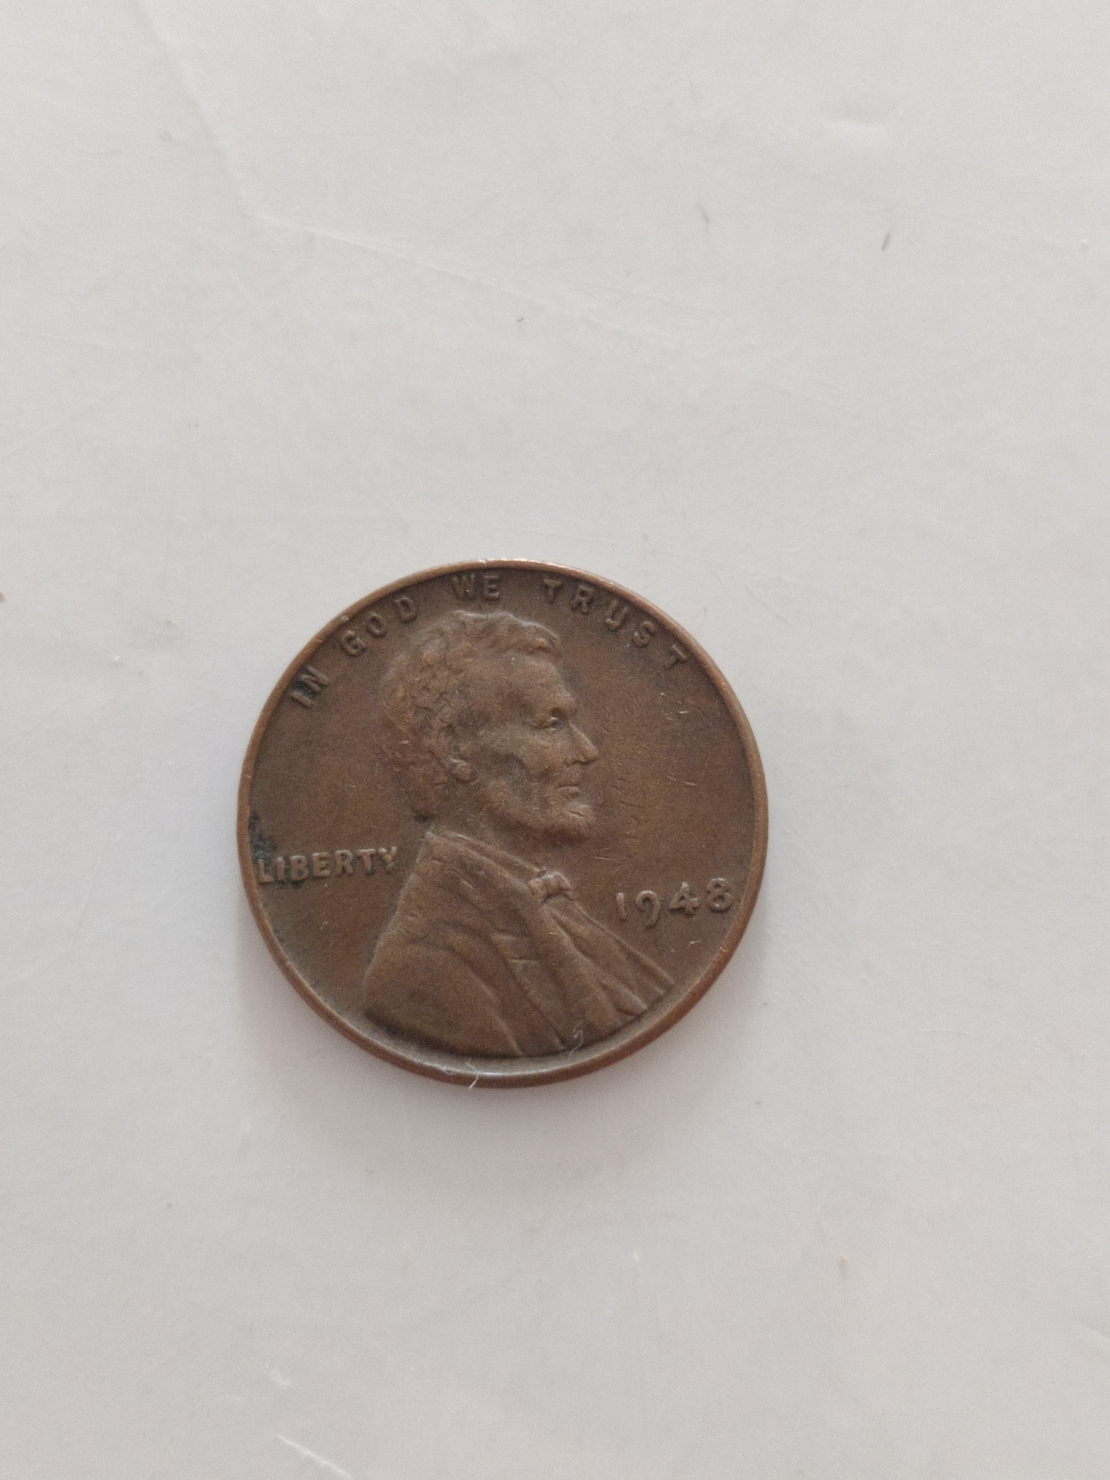 IN GOD WE TRUST
LIBERTY
1948